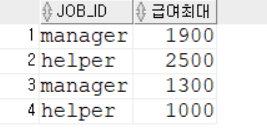 JOB_ID 급여최대
1 manager 1900
2 helper 2500
3 manager 1300
4 helper 1000